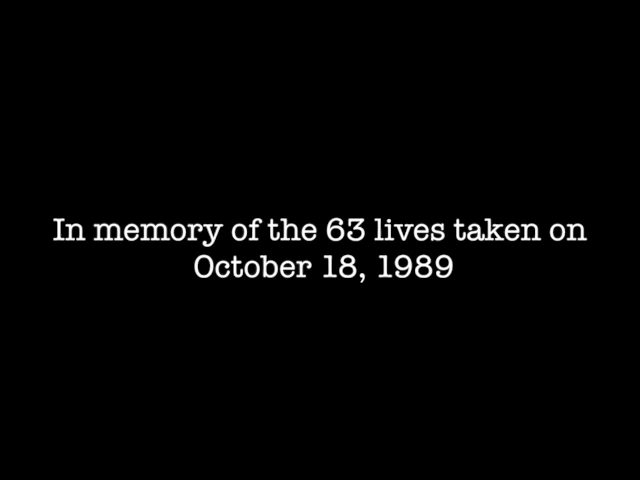 In memory of the 63 lives taken on
October 18, 1989